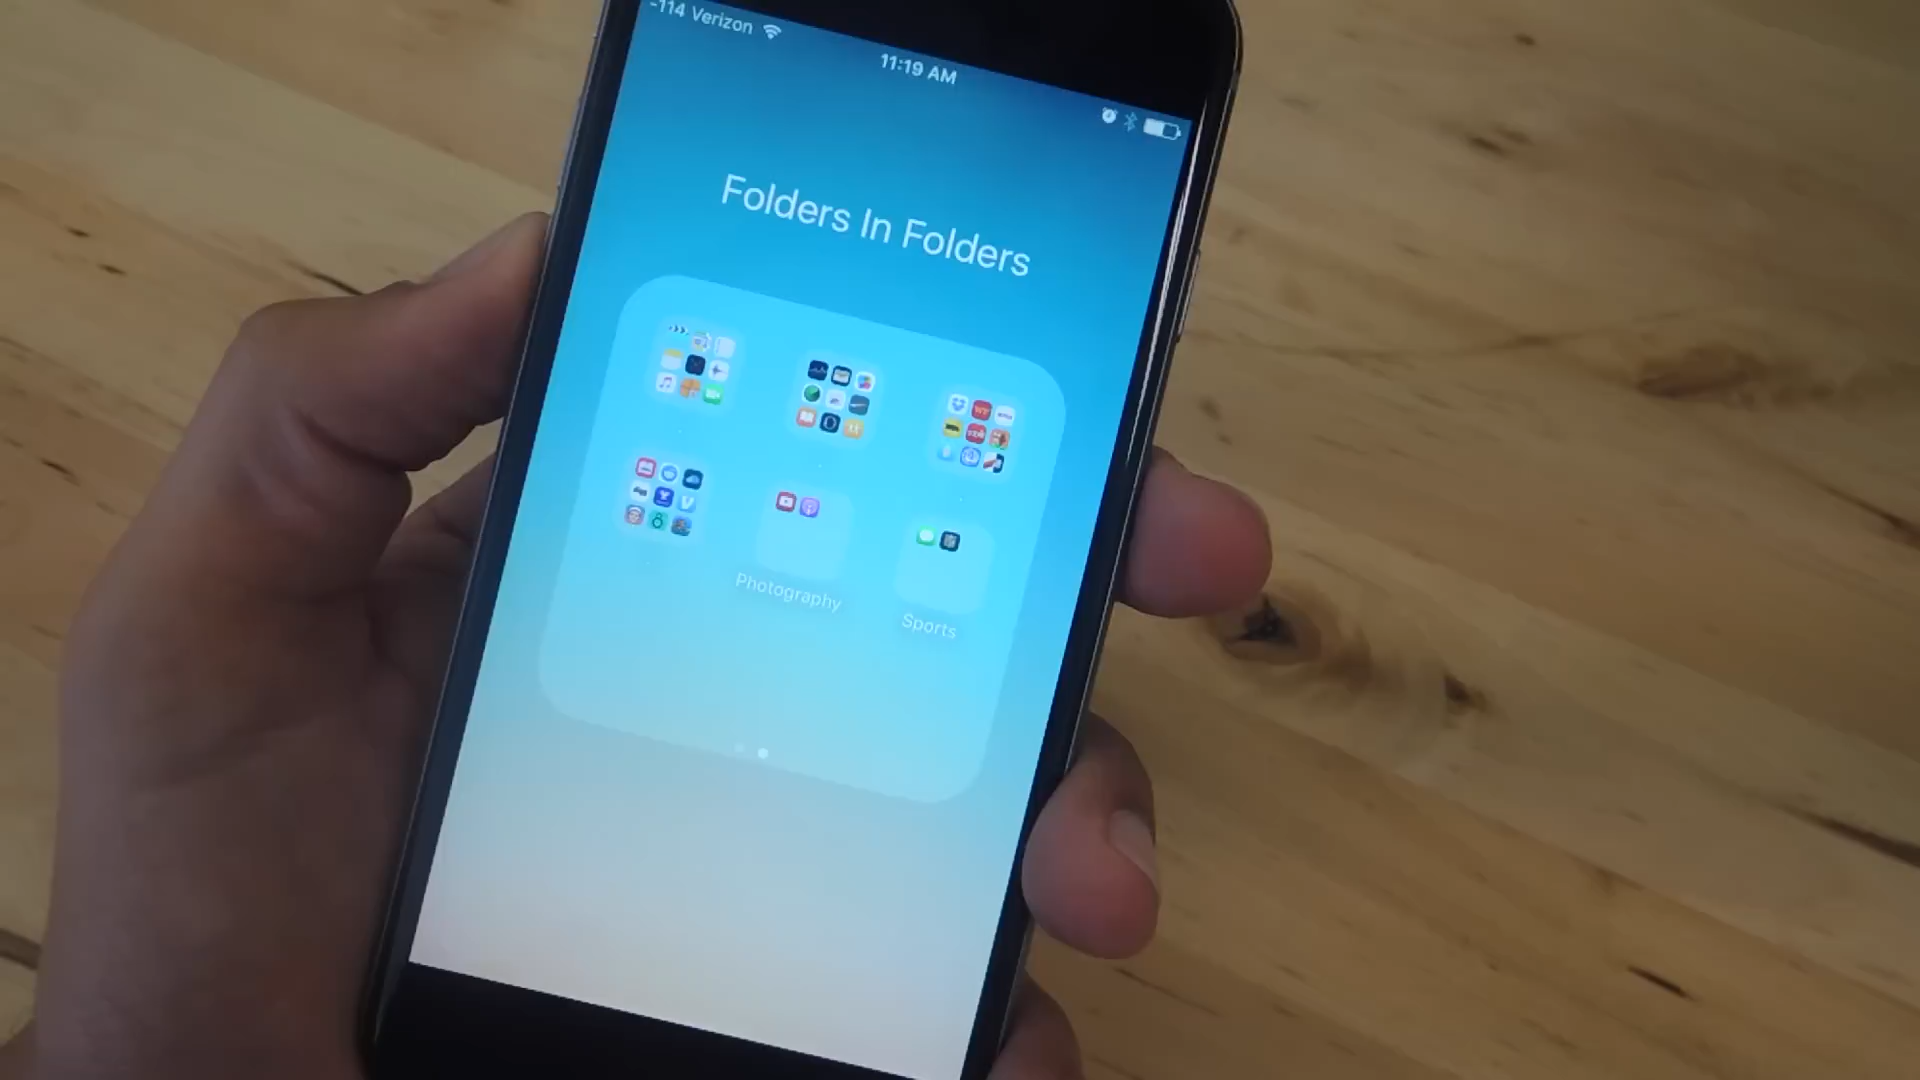 -114 Verizon
11:19 AM
Folders In Folders
Photography
Sports